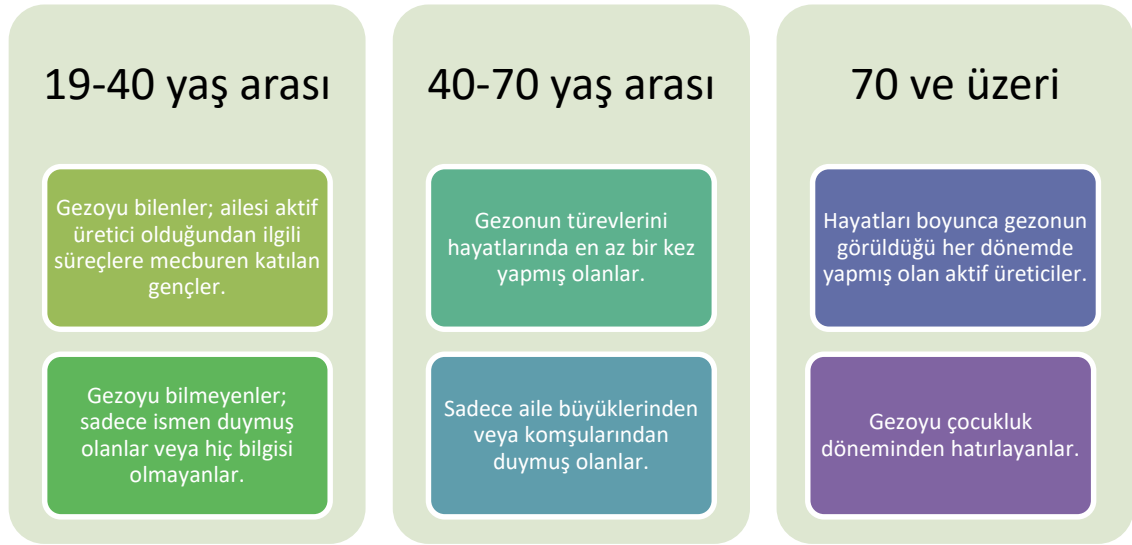 19-40 yaş arası
Gezoyu bilenler; ailesi aktif
üretici olduğundan ilgili
süreçlere mecburen katılan
gençler.
Gezoyu bilmeyenler;
sadece ismen duymuş
olanlar veya hiç bilgisi
olmayanlar.
40-70 yaş arası
Gezonun türevlerini
hayatlarında en az bir kez
yapmış olanlar.
Sadece aile büyüklerinden
veya komşularından
duymuş olanlar.
70 ve üzeri
Hayatları boyunca gezonun
görüldüğü her dönemde
yapmış olan aktif üreticiler.
Gezoyu çocukluk
döneminden hatırlayanlar.